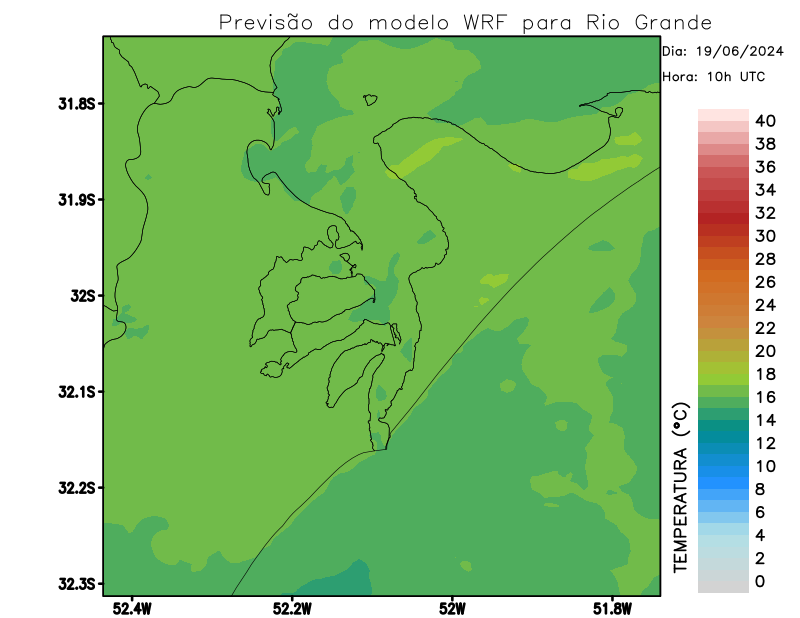 Previsão do modelo WRF para Rio Grande
Dia: 19/06/2024
Hora: 10h UTC
31.8S
31.9S
32S
32.1S
32.2S
32.3S
52.4W
52.2W
52W
51.8W
TEMPERATURA (°C)
40
38
36
34
32
30
28
26
24
22
20
18
16
14
12
10
8
6
4
2
0